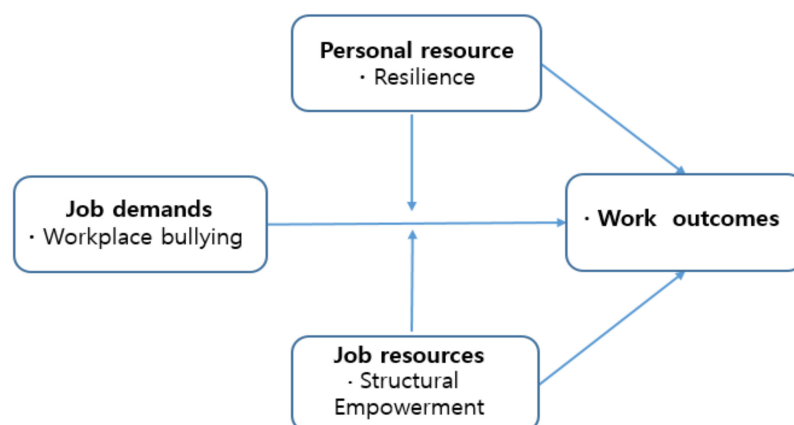 Personal resource
· Resilience
Job demands
· Workplace bullying
· Work outcomes
Job resources
· Structural
Empowerment